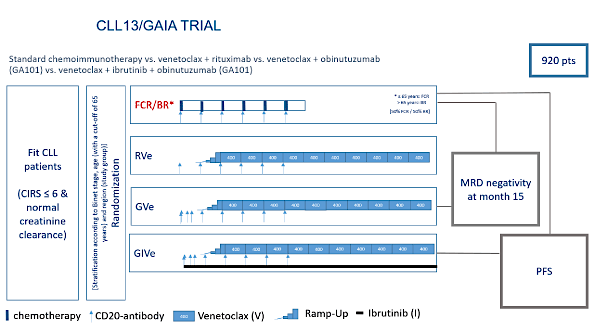 CLL13/GAIA TRIAL
Standard chemoimmunotherapy vs. venetoclax + rituximab vs. venetoclax + obinutuzumab
(GA101) vs. venetoclax + ibrutinib + obinutuzumab (GA101)
920 pts
Fit CLL
patients
(CIRS ≤ 6 &
normal
creatinine
clearance)
[Stratification according to Binet stage, age (with a cut-off of 65
years) and region (study group)]
Randomization
FCR/BR*
* ≤ 65 years: FCR
> 65 years: BR
[50% FCR / 50% BR]
RVe
400 400 400 400 400 400 400 400 400 400
GVe
400 400 400 400 400 400 400 400 400 400
GIVe
400 400 400 400 400 400 400 400 400 400
MRD negativity
at month 15
PFS
chemotherapy
CD20-antibody
400
Venetoclax (V)
Ramp-Up
Ibrutinib (I)